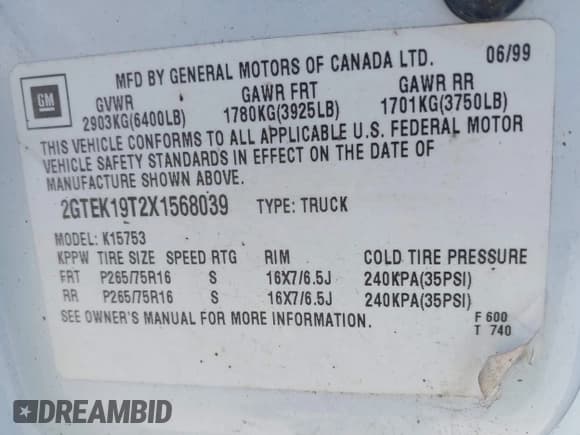 MFD BY GENERAL MOTORS OF CANADA LTD. 06/99
GM
GVWR GAWR FRT GAWR RR
2903KG(6400LB) 1780KG(3925LB) 1701KG(3750LB)
THIS VEHICLE CONFORMS TO ALL APPLICABLE U.S. FEDERAL MOTOR
VEHICLE SAFETY STANDARDS IN EFFECT ON THE DATE OF
MANUFACTURE SHOWN ABOVE.
2GTEK19T2X1568039 TYPE: TRUCK
MODEL: K15753
KPPW TIRE SIZE SPEED RTG RIM COLD TIRE PRESSURE
FRT P265/75R16 S 16X7/6.5J 240KPA(35PSI)
RR P265/75R16 S 16X7/6.5J 240KPA(35PSI)
SEE OWNER'S MANUAL FOR MORE INFORMATION. F 600
T 740
DREAMBID